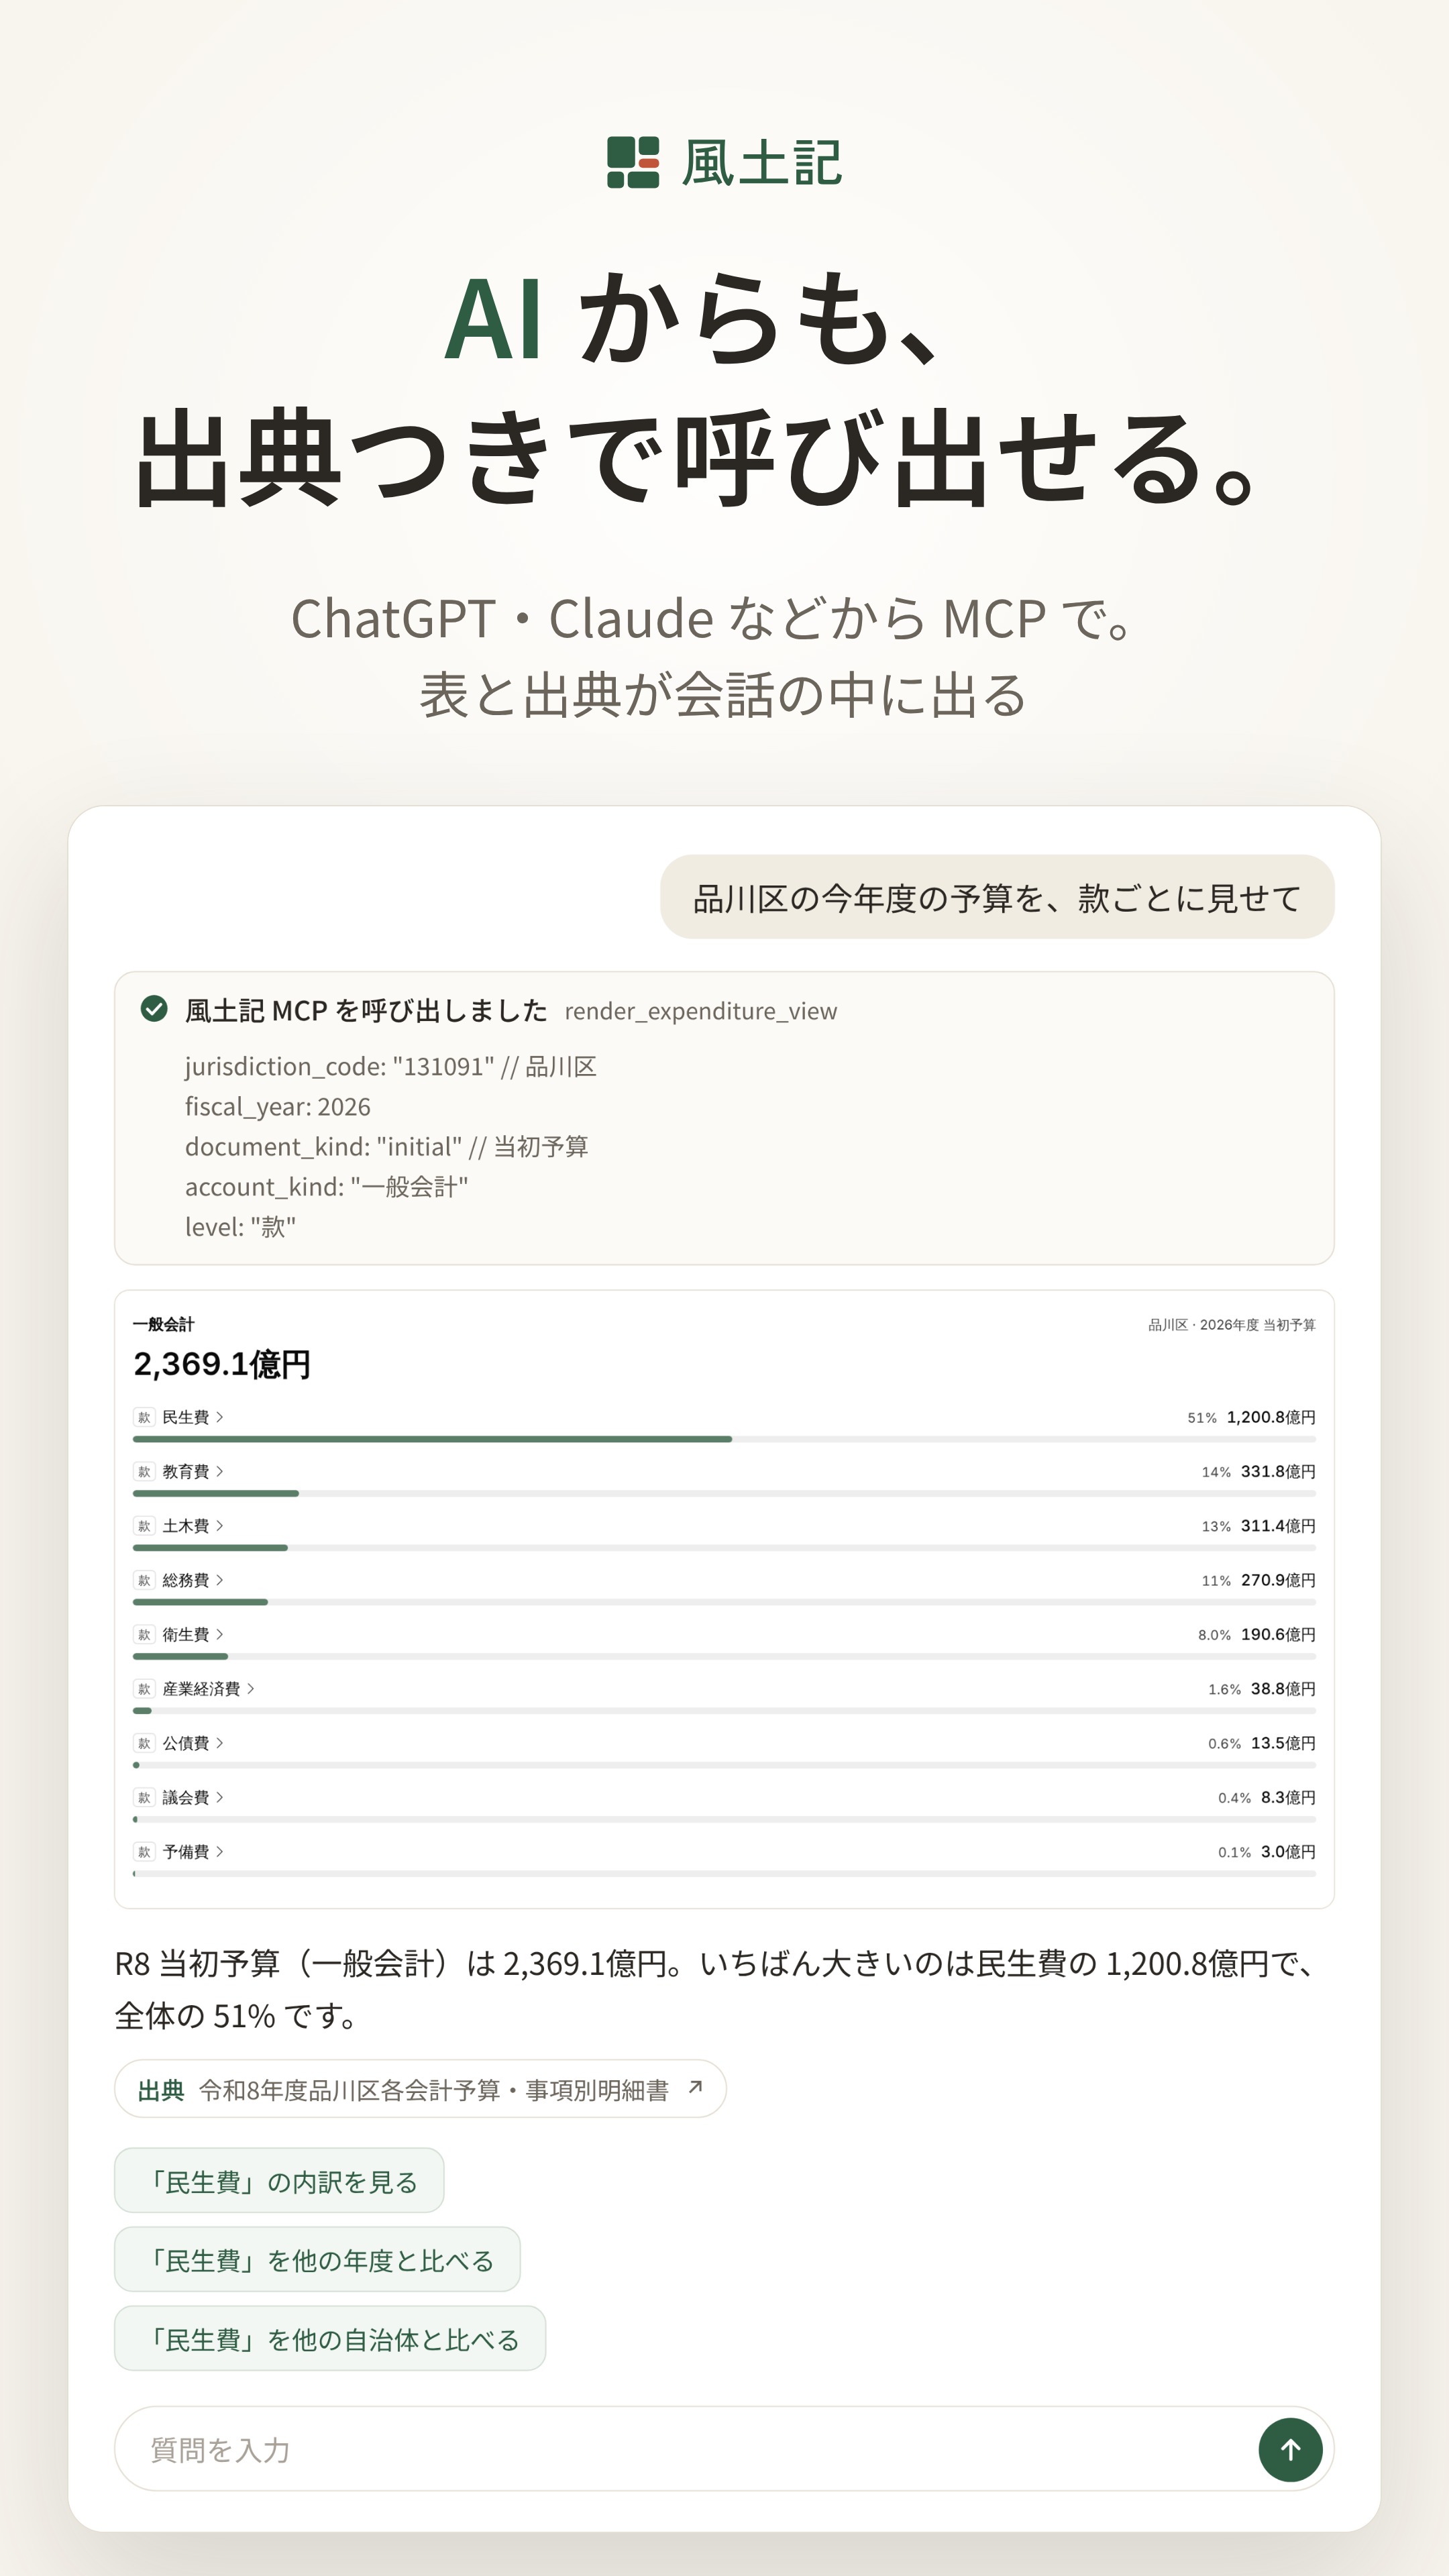 風土記
AI からも、
出典つきで呼び出せる。
ChatGPT・Claude などから MCP で。
表と出典が会話の中に出る
品川区の今年度の予算を、款ごとに見せて
風土記 MCP を呼び出しました render_expenditure_view
jurisdiction_code: "131091" // 品川区
fiscal_year: 2026
document_kind: "initial" // 当初予算
account_kind: "一般会計"
level: "款"
一般会計 品川区 · 2026年度 当初予算
2,369.1億円
款 民生費 51% 1,200.8億円
款 教育費 14% 331.8億円
款 土木費 13% 311.4億円
款 総務費 11% 270.9億円
款 衛生費 8.0% 190.6億円
款 産業経済費 1.6% 38.8億円
款 公債費 0.6% 13.5億円
款 議会費 0.4% 8.3億円
款 予備費 0.1% 3.0億円
R8 当初予算（一般会計）は 2,369.1億円。いちばん大きいのは民生費の 1,200.8億円で、
全体の 51% です。
出典 令和8年度品川区各会計予算・事項別明細書
「民生費」の内訳を見る
「民生費」を他の年度と比べる
「民生費」を他の自治体と比べる
質問を入力